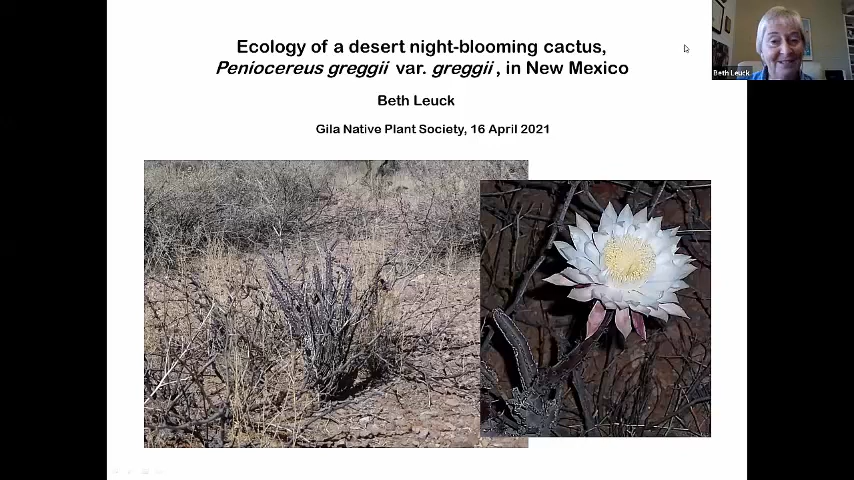 Ecology of a desert night-blooming cactus,
Peniocereus greggii var. greggii, in New Mexico
Beth Leuck
Gila Native Plant Society, 16 April 2021
Beth Leuck